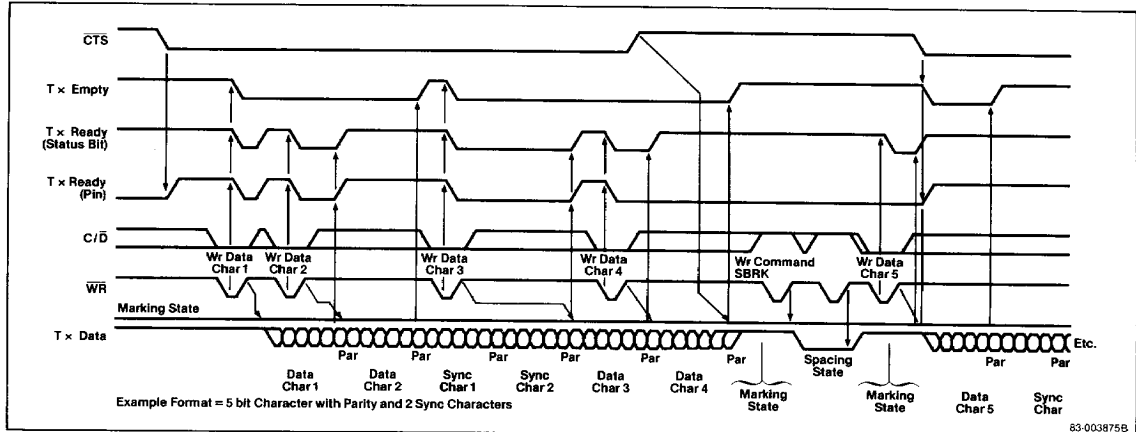 CTS
T × Empty
T × Ready
(Status Bit)
T × Ready
(Pin)
C/D
Wr Data
Char 1
Wr Data
Char 2
Wr Data
Char 3
Wr Data
Char 4
Wr Command
SBRK
Wr Data
Char 5
WR
Marking State
T × Data
Etc.
Par
Par
Par
Par
Par
Par
Par
Par
Data
Char 1
Data
Char 2
Sync
Char 1
Sync
Char 2
Data
Char 3
Data
Char 4
Marking
State
Spacing
State
Marking
State
Data
Char 5
Sync
Char
Example Format = 5 bit Character with Parity and 2 Sync Characters
83-003875B